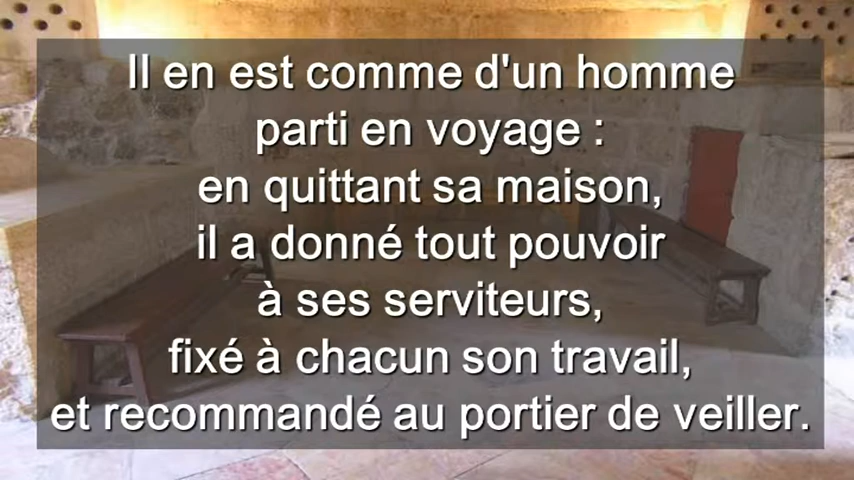 Il en est comme d'un homme
parti en voyage :
en quittant sa maison,
il a donné tout pouvoir
à ses serviteurs,
fixé à chacun son travail,
et recommandé au portier de veiller.